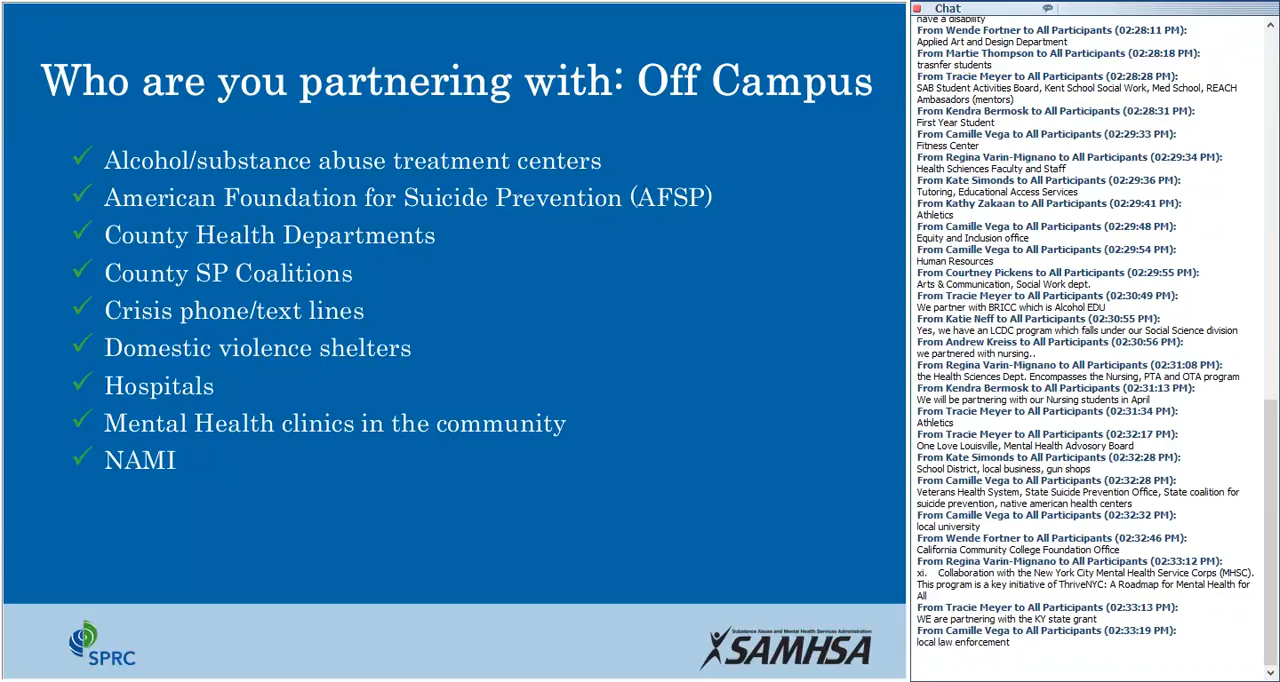 Who are you partnering with: Off Campus
Alcohol/substance abuse treatment centers
American Foundation for Suicide Prevention (AFSP)
County Health Departments
County SP Coalitions
Crisis phone/text lines
Domestic violence shelters
Hospitals
Mental Health clinics in the community
NAMI
SPRC
Substance Abuse and Mental Health Services Administration
SAMHSA
Chat
have a disability
From Wende Fortner to All Participants (02:28:11 PM):
Applied Art and Design Department
From Martie Thompson to All Participants (02:28:18 PM):
trasnfer students
From Tracie Meyer to All Participants (02:28:28 PM):
SAB Student Activities Board, Kent School Social Work, Med School, REACH
Ambasadors (mentors)
From Kendra Bermosk to All Participants (02:28:31 PM):
First Year Student
From Camille Vega to All Participants (02:29:33 PM):
Fitness Center
From Regina Varin-Mignano to All Participants (02:29:34 PM):
Health Schiences Faculty and Staff
From Kate Simonds to All Participants (02:29:36 PM):
Tutoring, Educational Access Services
From Kathy Zakaan to All Participants (02:29:41 PM):
Athletics
From Camille Vega to All Participants (02:29:48 PM):
Equity and Inclusion office
From Camille Vega to All Participants (02:29:54 PM):
Human Resources
From Courtney Pickens to All Participants (02:29:55 PM):
Arts & Communication, Social Work dept.
From Tracie Meyer to All Participants (02:30:49 PM):
We partner with BRICC which is Alcohol EDU
From Katie Neff to All Participants (02:30:55 PM):
Yes, we have an LCDC program which falls under our Social Science division
From Andrew Kreiss to All Participants (02:30:56 PM):
we partnered with nursing..
From Regina Varin-Mignano to All Participants (02:31:08 PM):
the Health Sciences Dept. Encompasses the Nursing, PTA and OTA program
From Kendra Bermosk to All Participants (02:31:13 PM):
We will be partnering with our Nursing students in April
From Tracie Meyer to All Participants (02:31:34 PM):
Athletics
From Tracie Meyer to All Participants (02:32:17 PM):
One Love Louisville, Mental Health Advosory Board
From Kate Simonds to All Participants (02:32:28 PM):
School District, local business, gun shops
From Camille Vega to All Participants (02:32:28 PM):
Veterans Health System, State Suicide Prevention Office, State coalition for
suicide prevention, native american health centers
From Camille Vega to All Participants (02:32:32 PM):
local university
From Wende Fortner to All Participants (02:32:46 PM):
California Community College Foundation Office
From Regina Varin-Mignano to All Participants (02:33:12 PM):
xi. Collaboration with the New York City Mental Health Service Corps (MHSC).
This program is a key initiative of ThriveNYC: A Roadmap for Mental Health for
All
From Tracie Meyer to All Participants (02:33:13 PM):
WE are partnering with the KY state grant
From Camille Vega to All Participants (02:33:19 PM):
local law enforcement